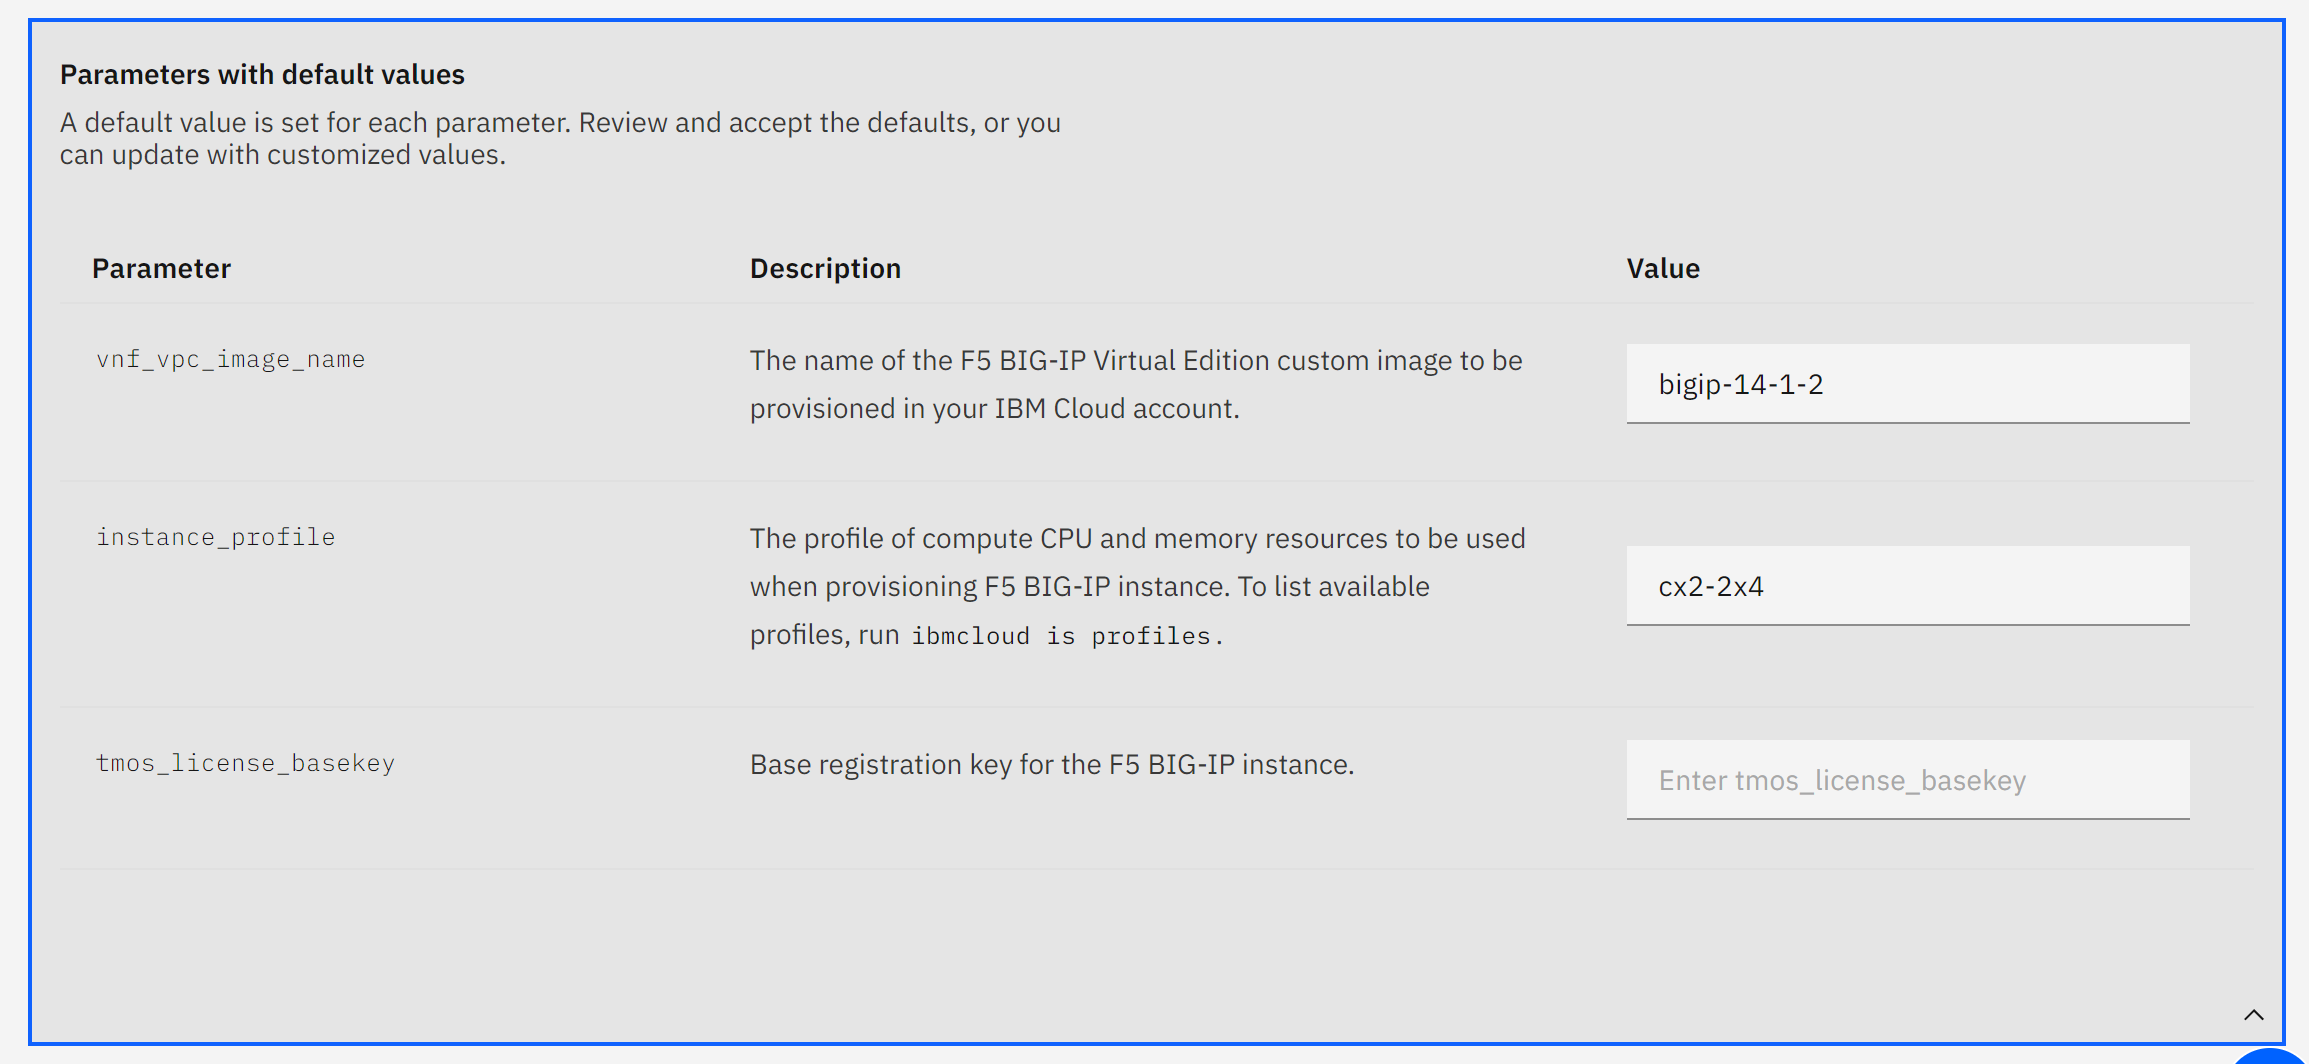 Parameters with default values
A default value is set for each parameter. Review and accept the defaults, or you
can update with customized values.
Parameter Description Value
vnf_vpc_image_name
The name of the F5 BIG-IP Virtual Edition custom image to be
provisioned in your IBM Cloud account.
bigip-14-1-2
instance_profile
The profile of compute CPU and memory resources to be used
when provisioning F5 BIG-IP instance. To list available
profiles, run ibmcloud is profiles.
cx2-2x4
tmos_license_basekey
Base registration key for the F5 BIG-IP instance.
Enter tmos_license_basekey